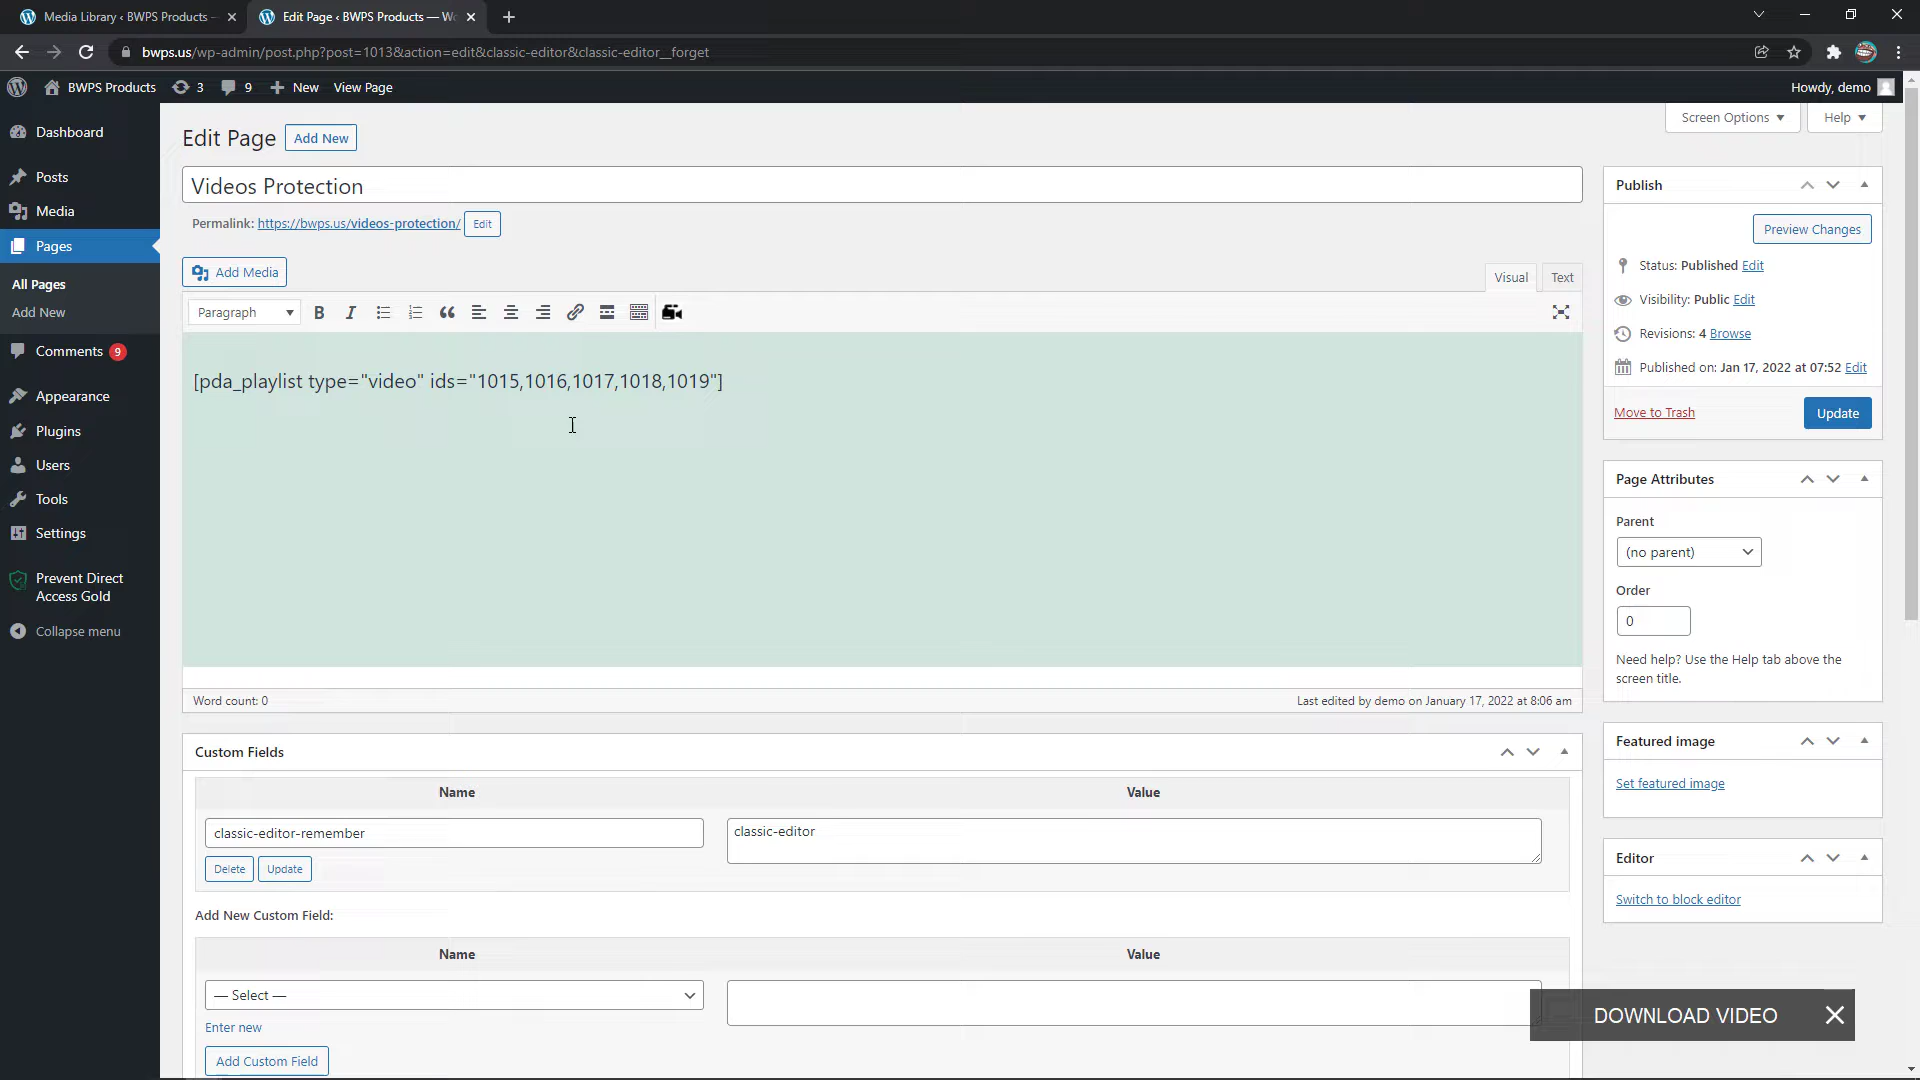 Media Library ‹ BWPS Products —
Edit Page ‹ BWPS Products — Wo
bwps.us/wp-admin/post.php?post=1013&action=edit&classic-editor&classic-editor__forget
BWPS Products
3
9
New
View Page
Howdy, demo
Dashboard
Posts
Media
Pages
All Pages
Add New
Comments 9
Appearance
Plugins
Users
Tools
Settings
Prevent Direct
Access Gold
Collapse menu
Screen Options
Help
Edit Page
Add New
Videos Protection
Permalink: https://bwps.us/videos-protection/ Edit
Add Media
Visual
Text
Paragraph
B
I
[pda_playlist type="video" ids="1015,1016,1017,1018,1019"]
Word count: 0
Last edited by demo on January 17, 2022 at 8:06 am
Custom Fields
Name
Value
classic-editor-remember
classic-editor
Delete
Update
Add New Custom Field:
Name
Value
— Select —
Enter new
Add Custom Field
Publish
Preview Changes
Status: Published Edit
Visibility: Public Edit
Revisions: 4 Browse
Published on: Jan 17, 2022 at 07:52 Edit
Move to Trash
Update
Page Attributes
Parent
(no parent)
Order
0
Need help? Use the Help tab above the
screen title.
Featured image
Set featured image
Editor
Switch to block editor
DOWNLOAD VIDEO